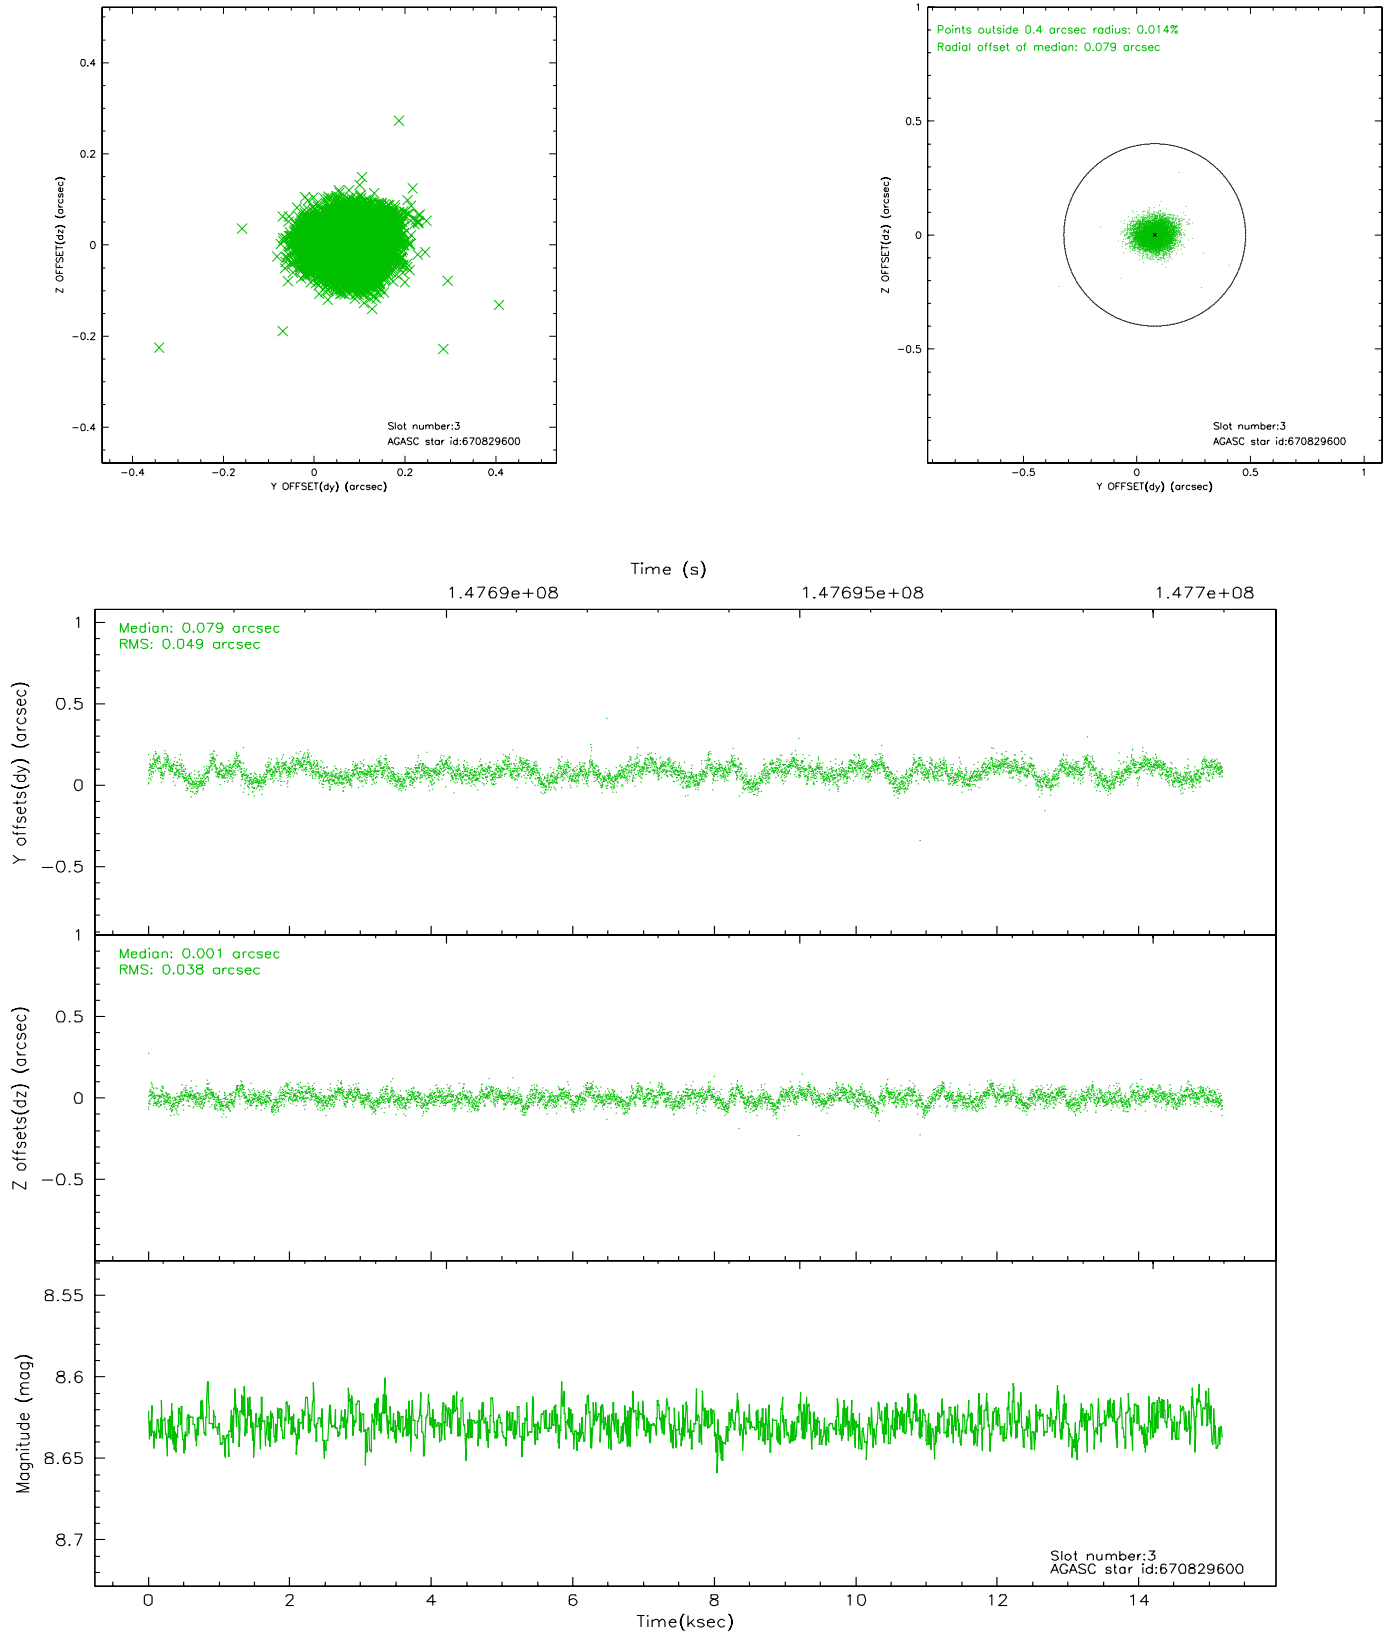 0.4
0.2
0
−0.2
−0.4
Z OFFSET(dz) (arcsec)
Slot number:3
AGASC star id:670829600
−0.4 −0.2 0 0.2 0.4
Y OFFSET(dy) (arcsec)
Points outside 0.4 arcsec radius: 0.014%
Radial offset of median: 0.079 arcsec
1
0.5
0
−0.5
Z OFFSET(dz) (arcsec)
Slot number:3
AGASC star id:670829600
−0.5 0 0.5 1
Y OFFSET(dy) (arcsec)
Time (s)
1.4769e+08 1.47695e+08 1.477e+08
Median: 0.079 arcsec
RMS: 0.049 arcsec
1
0.5
0
−0.5
Y offsets(dy) (arcsec)
Median: 0.001 arcsec
RMS: 0.038 arcsec
1
0.5
0
−0.5
Z offsets(dz) (arcsec)
8.55
8.6
8.65
8.7
Magnitude (mag)
Slot number:3
AGASC star id:670829600
0 2 4 6 8 10 12 14
Time(ksec)